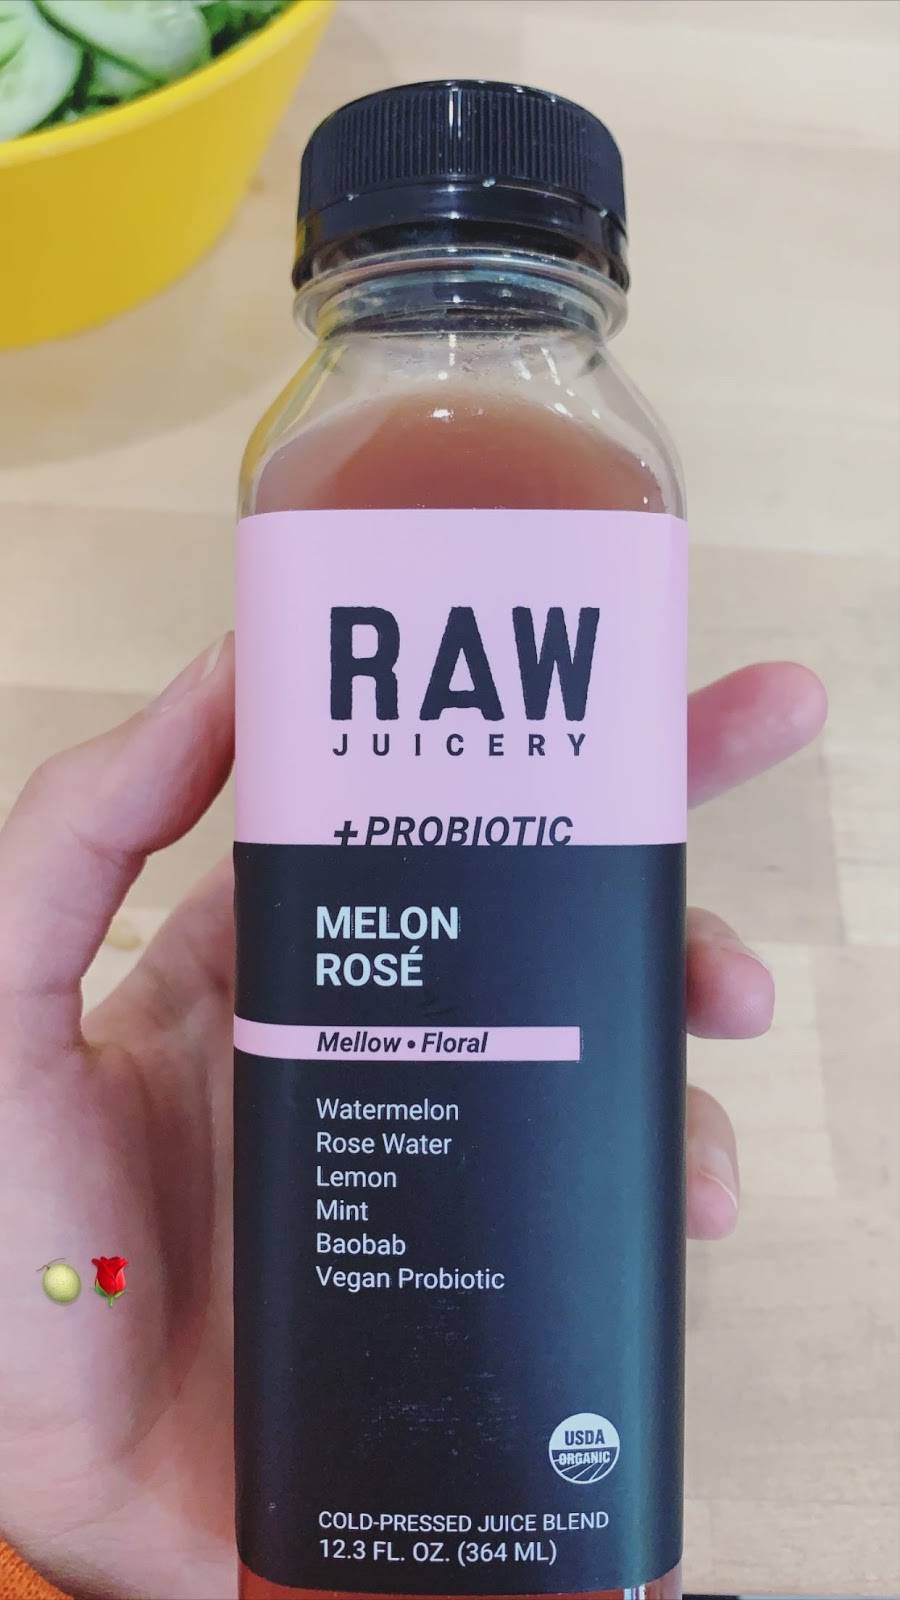 RAW
JUICERY
+PROBIOTIC
MELON
ROSÉ
Mellow • Floral
Watermelon
Rose Water
Lemon
Mint
Baobab
Vegan Probiotic
USDA
ORGANIC
COLD-PRESSED JUICE BLEND
12.3 FL. OZ. (364 ML)